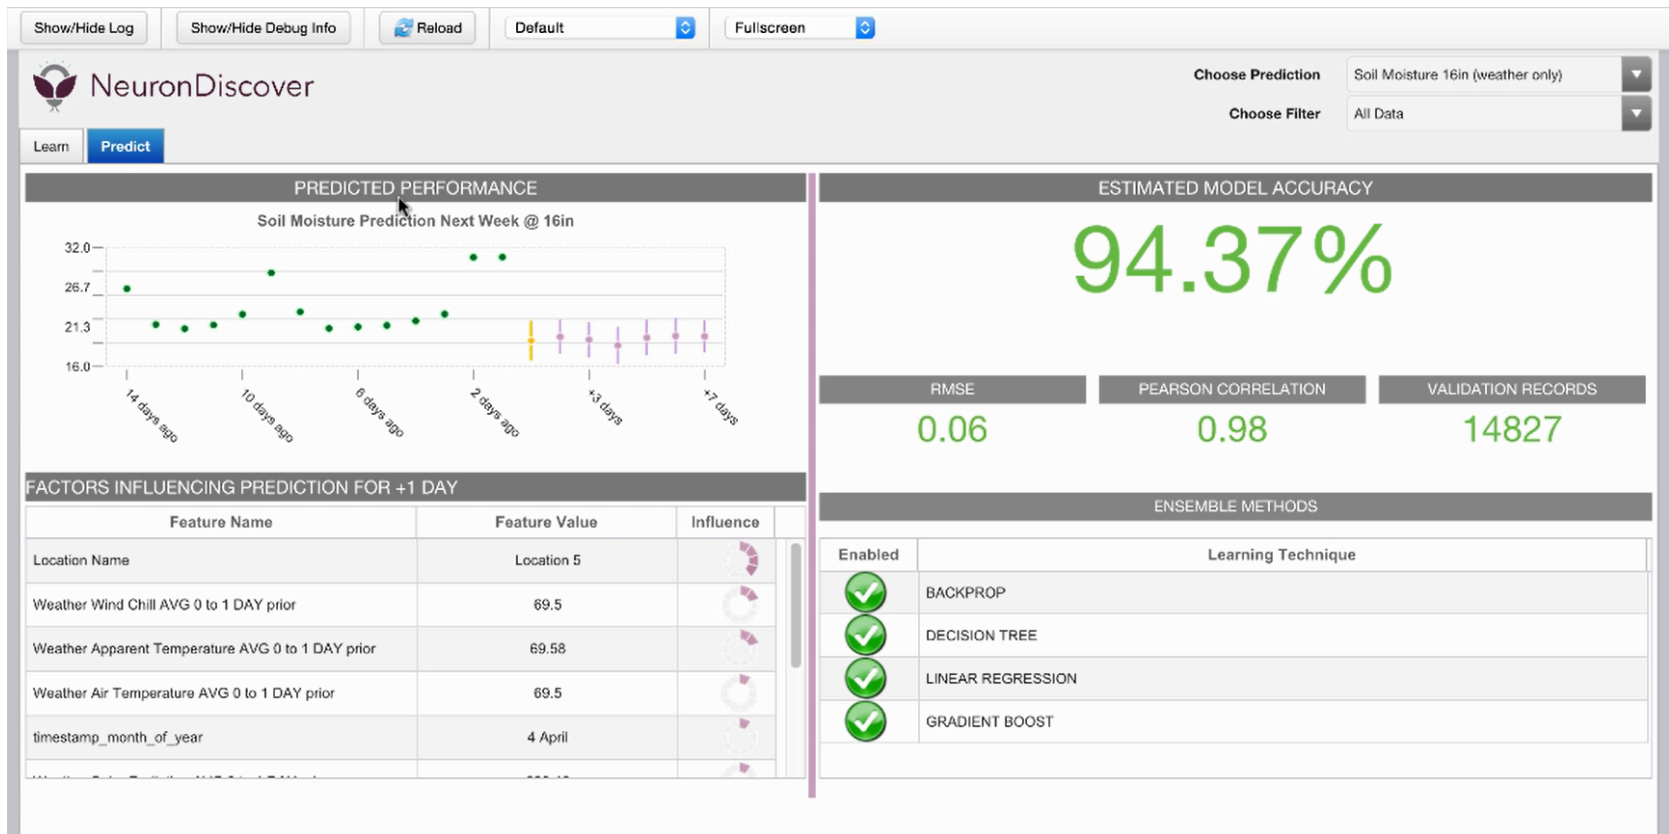 Show/Hide Log
Show/Hide Debug Info
Reload
Default
Fullscreen
NeuronDiscover
Choose Prediction
Soil Moisture 16in (weather only)
Choose Filter
All Data
Learn
Predict
PREDICTED PERFORMANCE
Soil Moisture Prediction Next Week @ 16in
32.0
26.7
21.3
16.0
14 days ago
10 days ago
6 days ago
2 days ago
+3 days
+7 days
FACTORS INFLUENCING PREDICTION FOR +1 DAY
Feature Name Feature Value Influence
Location Name Location 5
Weather Wind Chill AVG 0 to 1 DAY prior 69.5
Weather Apparent Temperature AVG 0 to 1 DAY prior 69.58
Weather Air Temperature AVG 0 to 1 DAY prior 69.5
timestamp_month_of_year 4 April
ESTIMATED MODEL ACCURACY
94.37%
RMSE
0.06
PEARSON CORRELATION
0.98
VALIDATION RECORDS
14827
ENSEMBLE METHODS
Enabled Learning Technique
BACKPROP
DECISION TREE
LINEAR REGRESSION
GRADIENT BOOST